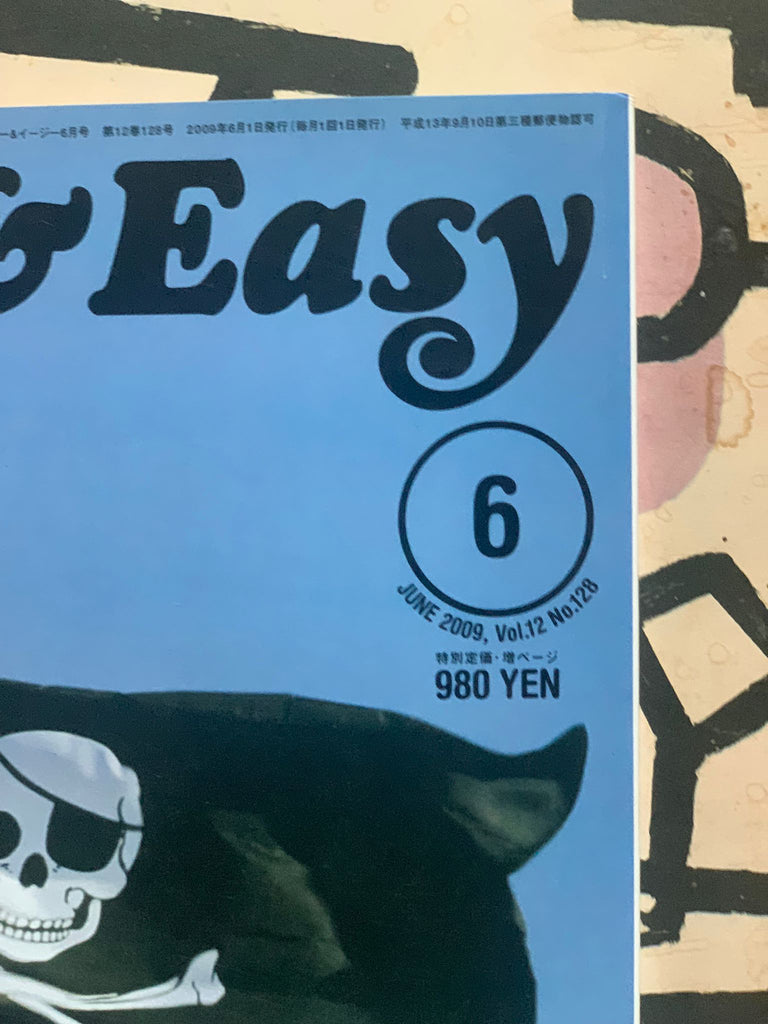 ー&イージー6月号 第12巻128号 2009年6月1日発行(毎月1回1日発行) 平成13年9月10日第三種郵便物認可
& Easy
6
JUNE 2009, Vol.12 No.128
特別定価・増ページ
980 YEN